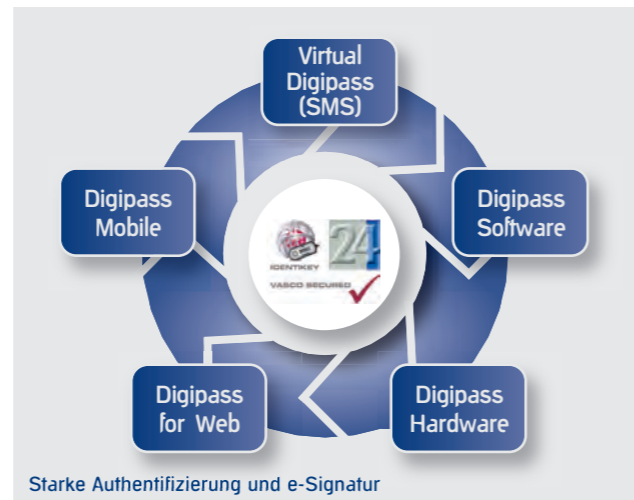 Virtual
Digipass
(SMS)
Digipass
Mobile
Digipass
Software
24
IDENTIKEY
VASCO SECURED
Digipass
for Web
Digipass
Hardware
Starke Authentifizierung und e-Signatur